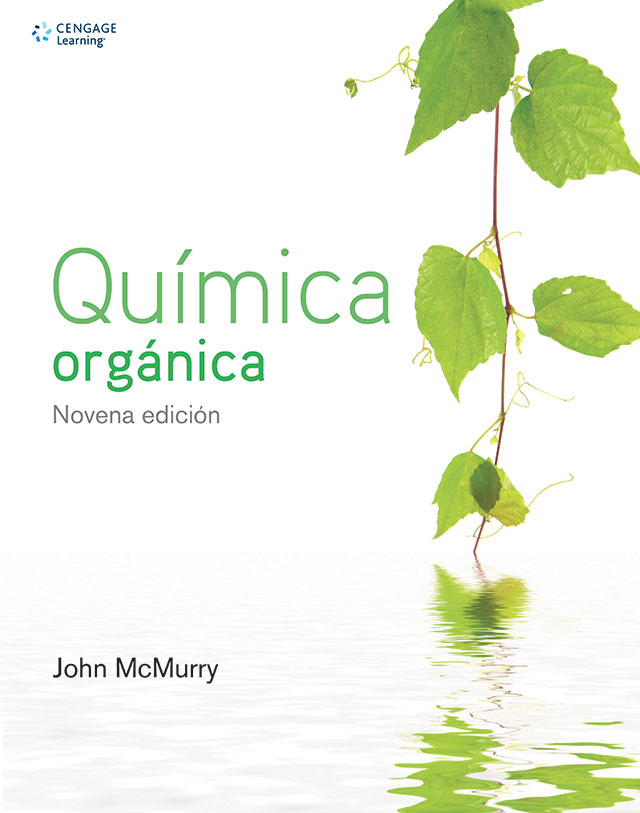 CENGAGE
Learning
Química
orgánica
Novena edición
John McMurry